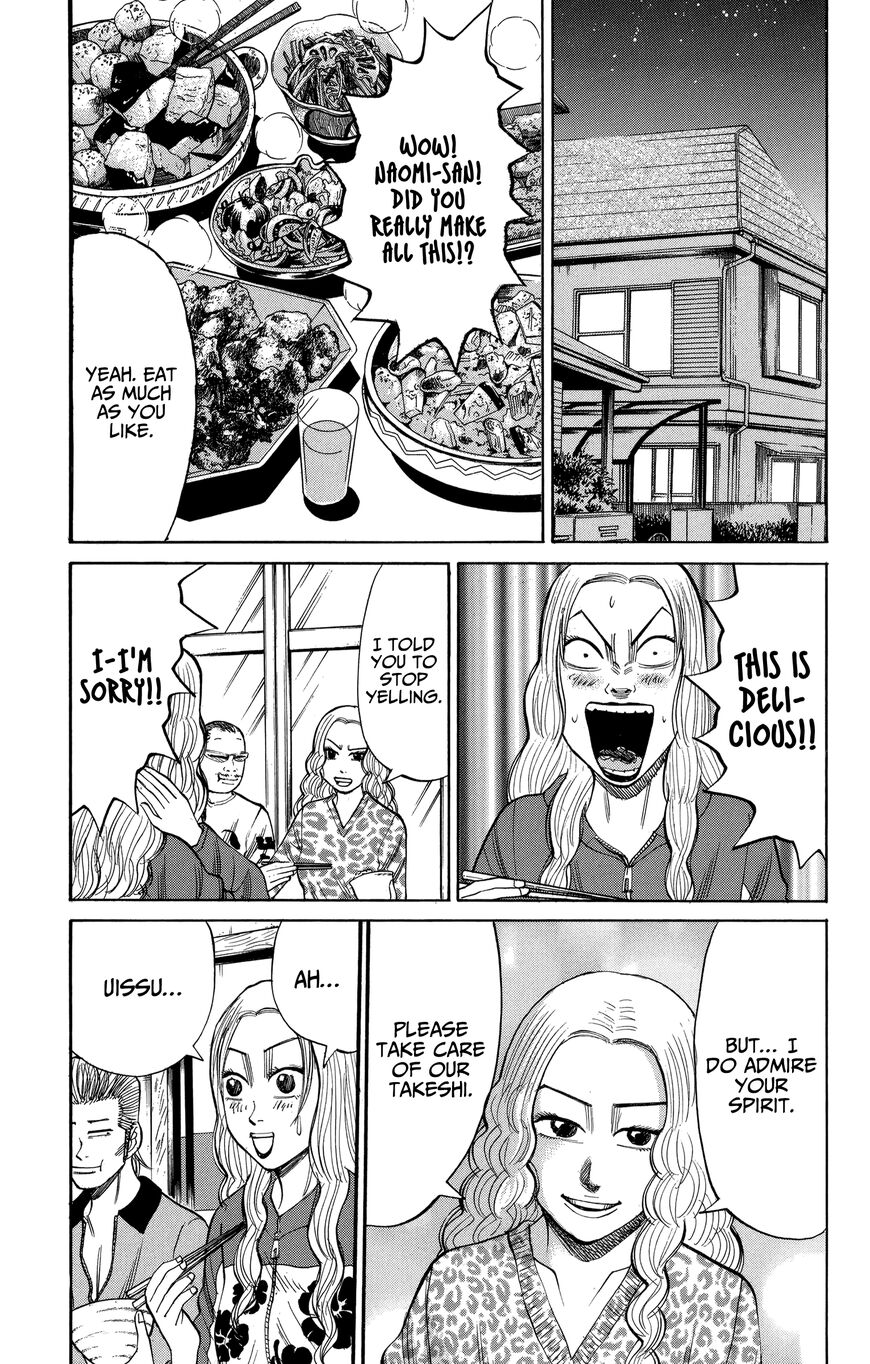 WOW!
NAOMI-SAN!
DID YOU
REALLY MAKE
ALL THIS!?
YEAH. EAT
AS MUCH
AS YOU
LIKE.
THIS IS
DELI-
CIOUS!!
I TOLD
YOU TO
STOP
YELLING.
I-I'M
SORRY!!
BUT... I
DO ADMIRE
YOUR
SPIRIT.
PLEASE
TAKE CARE
OF OUR
TAKESHI.
AH...
UISSU...